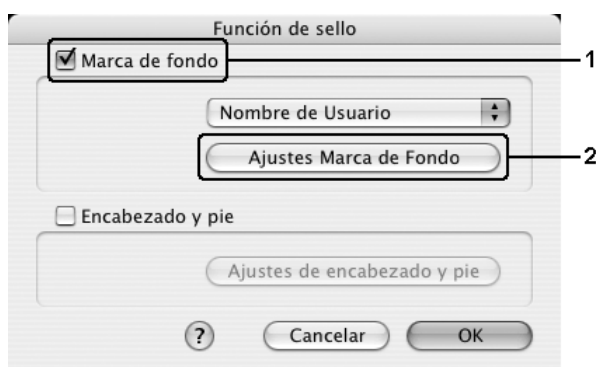 Función de sello
Marca de fondo
1
Nombre de Usuario
Ajustes Marca de Fondo
2
Encabezado y pie
Ajustes de encabezado y pie
?
Cancelar
OK